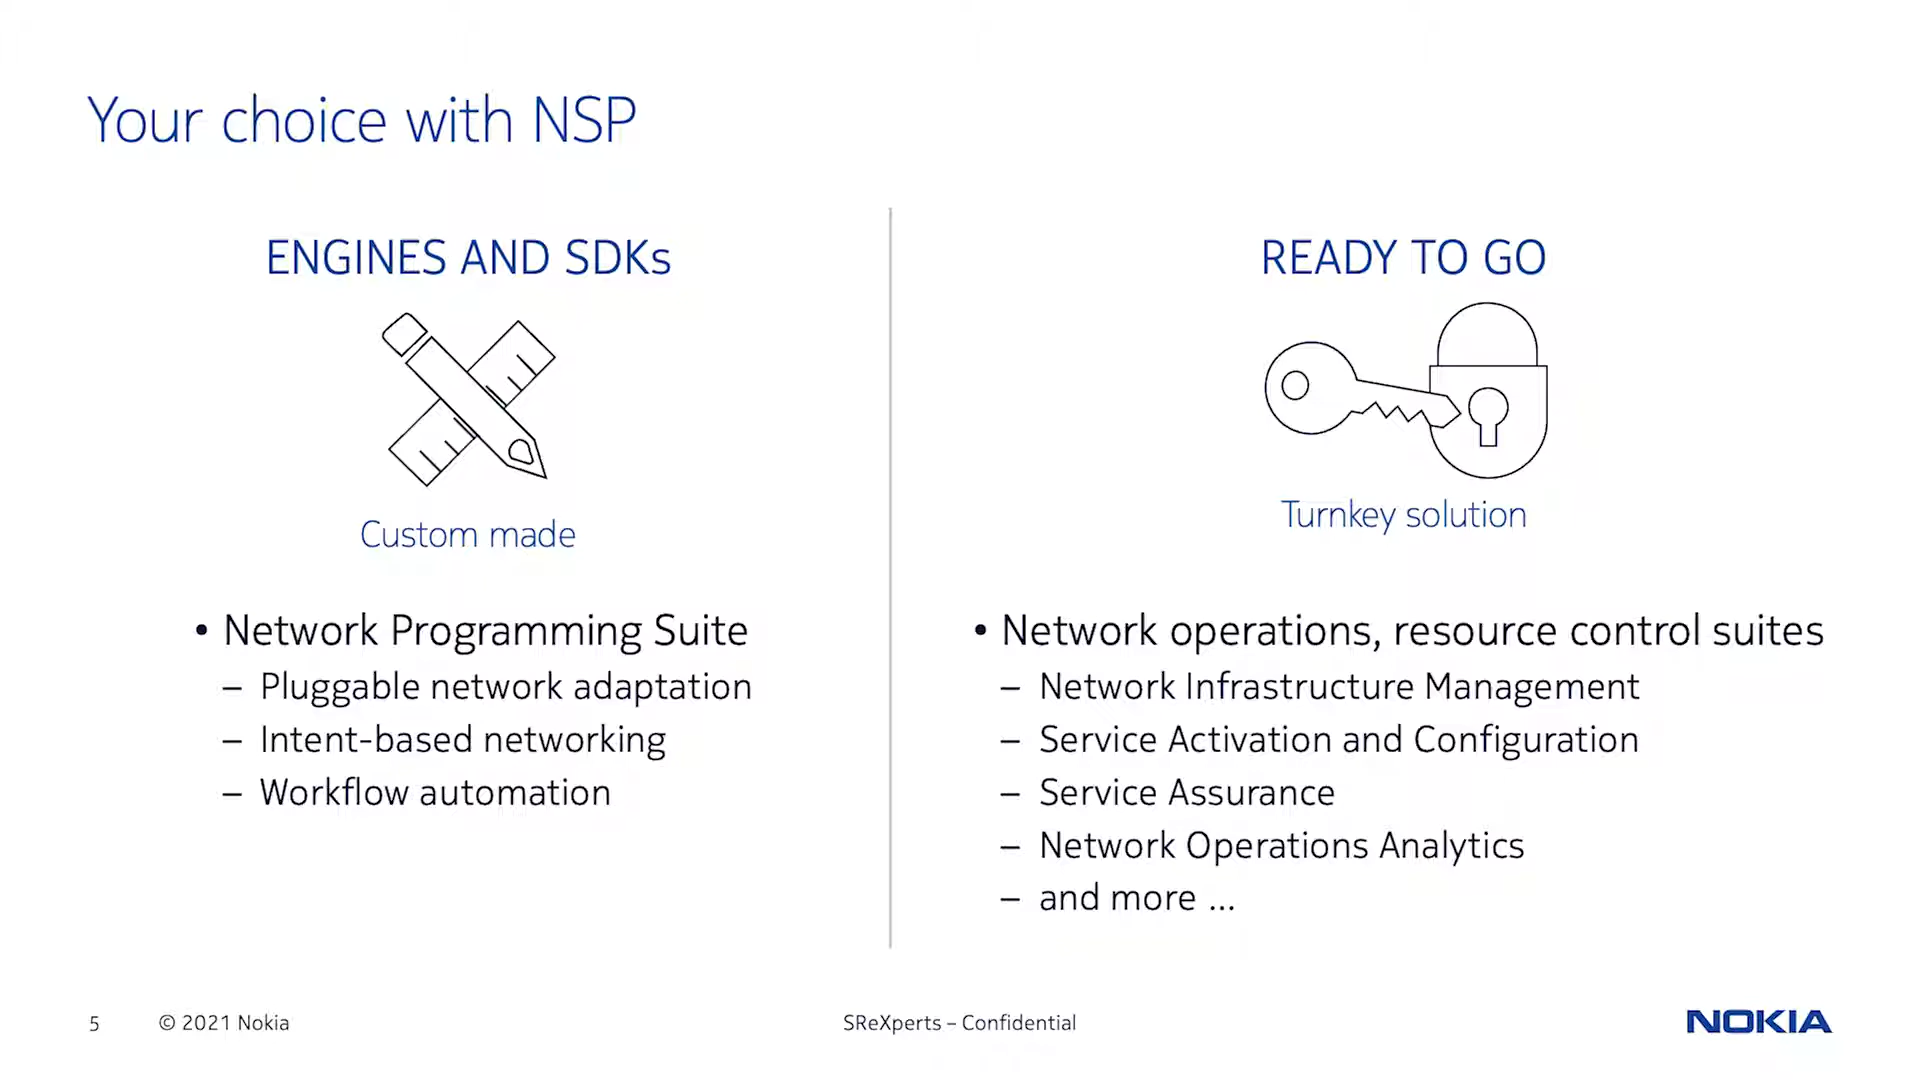 Your choice with NSP
ENGINES AND SDKs
Custom made
• Network Programming Suite
– Pluggable network adaptation
– Intent-based networking
– Workflow automation
READY TO GO
Turnkey solution
• Network operations, resource control suites
– Network Infrastructure Management
– Service Activation and Configuration
– Service Assurance
– Network Operations Analytics
– and more ...
5 © 2021 Nokia SReXperts – Confidential NOKIA